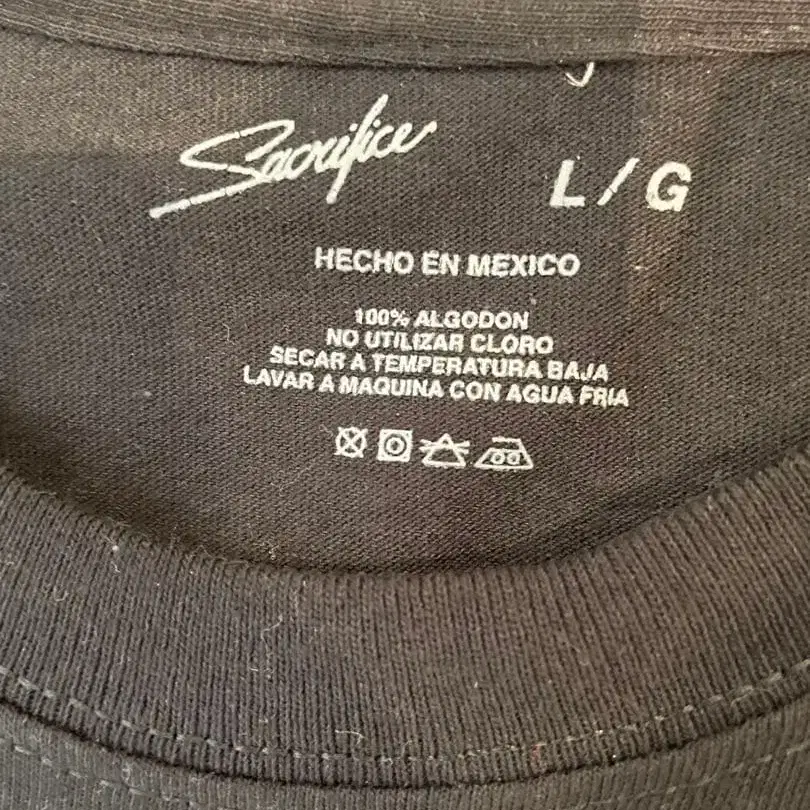 Sacrifice
L / G
HECHO EN MEXICO
100% ALGODON
NO UTILIZAR CLORO
SECAR A TEMPERATURA BAJA
LAVAR A MAQUINA CON AGUA FRIA